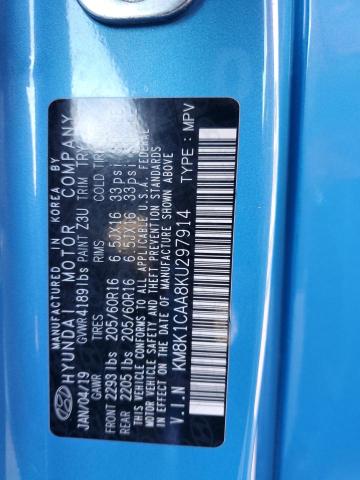 MANUFACTURED IN KOREA BY
HYUNDAI MOTOR COMPANY
JAN/04/19 GVWR 4189 lbs PAINT Z3U TRIM TRY
GAWR TIRES RIMS COLD TIRE
FRONT 2293 lbs 205/60R16 6.5JX16 33psi
REAR 2205 lbs 205/60R16 6.5JX16 33psi
THIS VEHICLE CONFORMS TO ALL APPLICABLE U.S.A. FEDERAL
MOTOR VEHICLE SAFETY, BUMPER, AND THEFT PREVENTION
STANDARDS IN EFFECT ON THE DATE OF MANUFACTURE SHOWN ABOVE.
V.I.N KM8K1CAA8KU297914 TYPE: MPV